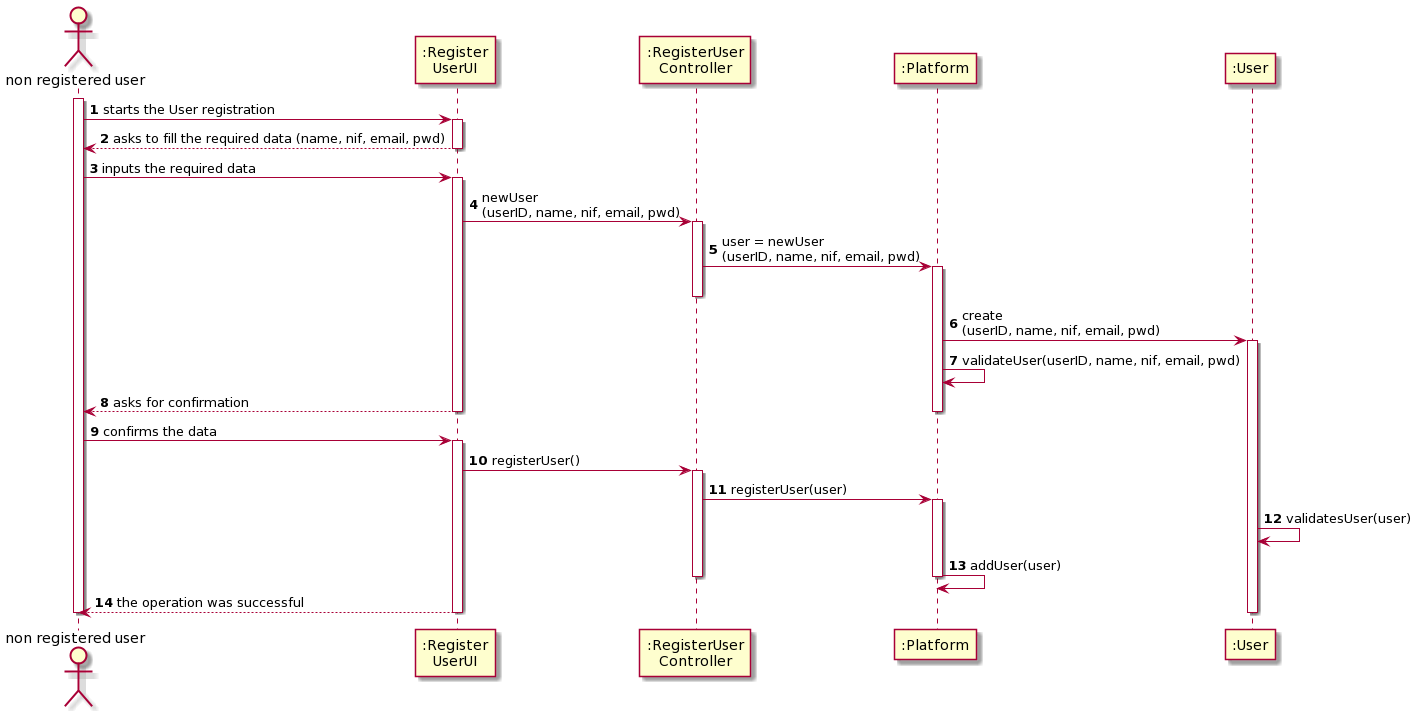 non registered user
:Register
UserUI
:RegisterUser
Controller
:Platform
:User
1 starts the User registration
2 asks to fill the required data (name, nif, email, pwd)
3 inputs the required data
4 newUser
(userID, name, nif, email, pwd)
5 user = newUser
(userID, name, nif, email, pwd)
6 create
(userID, name, nif, email, pwd)
7 validateUser(userID, name, nif, email, pwd)
8 asks for confirmation
9 confirms the data
10 registerUser()
11 registerUser(user)
12 validatesUser(user)
13 addUser(user)
14 the operation was successful
non registered user
:Register
UserUI
:RegisterUser
Controller
:Platform
:User